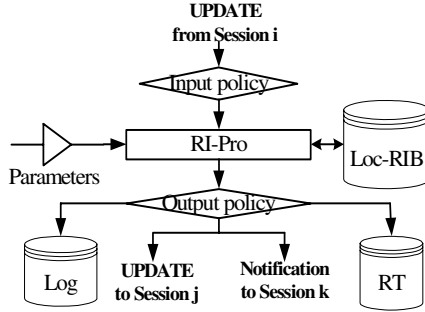 UPDATE
from Session i
Input policy
RI-Pro
Loc-RIB
Parameters
Output policy
Log
UPDATE
to Session j
Notification
to Session k
RT